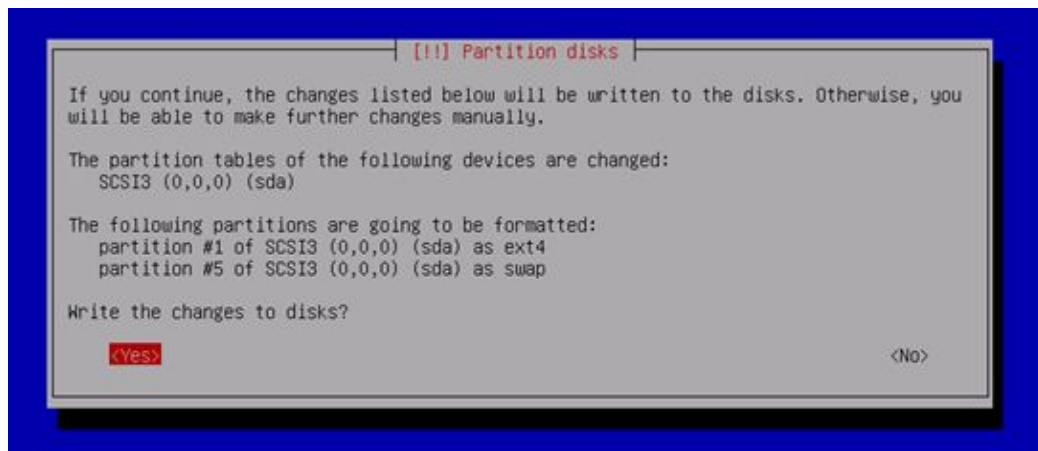 [!!] Partition disks
If you continue, the changes listed below will be written to the disks. Otherwise, you
will be able to make further changes manually.
The partition tables of the following devices are changed:
SCSI3 (0,0,0) (sda)
The following partitions are going to be formatted:
partition #1 of SCSI3 (0,0,0) (sda) as ext4
partition #5 of SCSI3 (0,0,0) (sda) as swap
Write the changes to disks?
<Yes> <No>